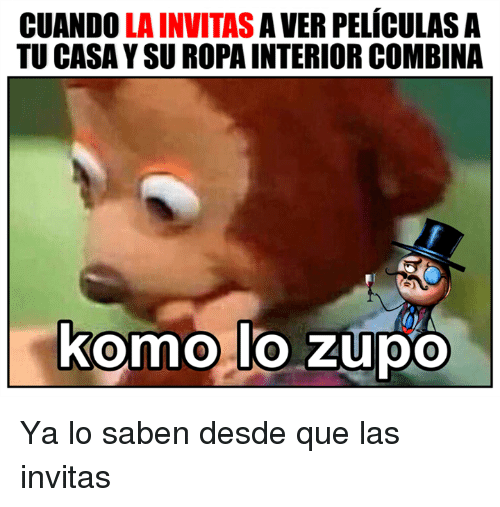 CUANDO LA INVITAS A VER PELÍCULAS A
TU CASA Y SU ROPA INTERIOR COMBINA
komo lo zupo
Ya lo saben desde que las
invitas